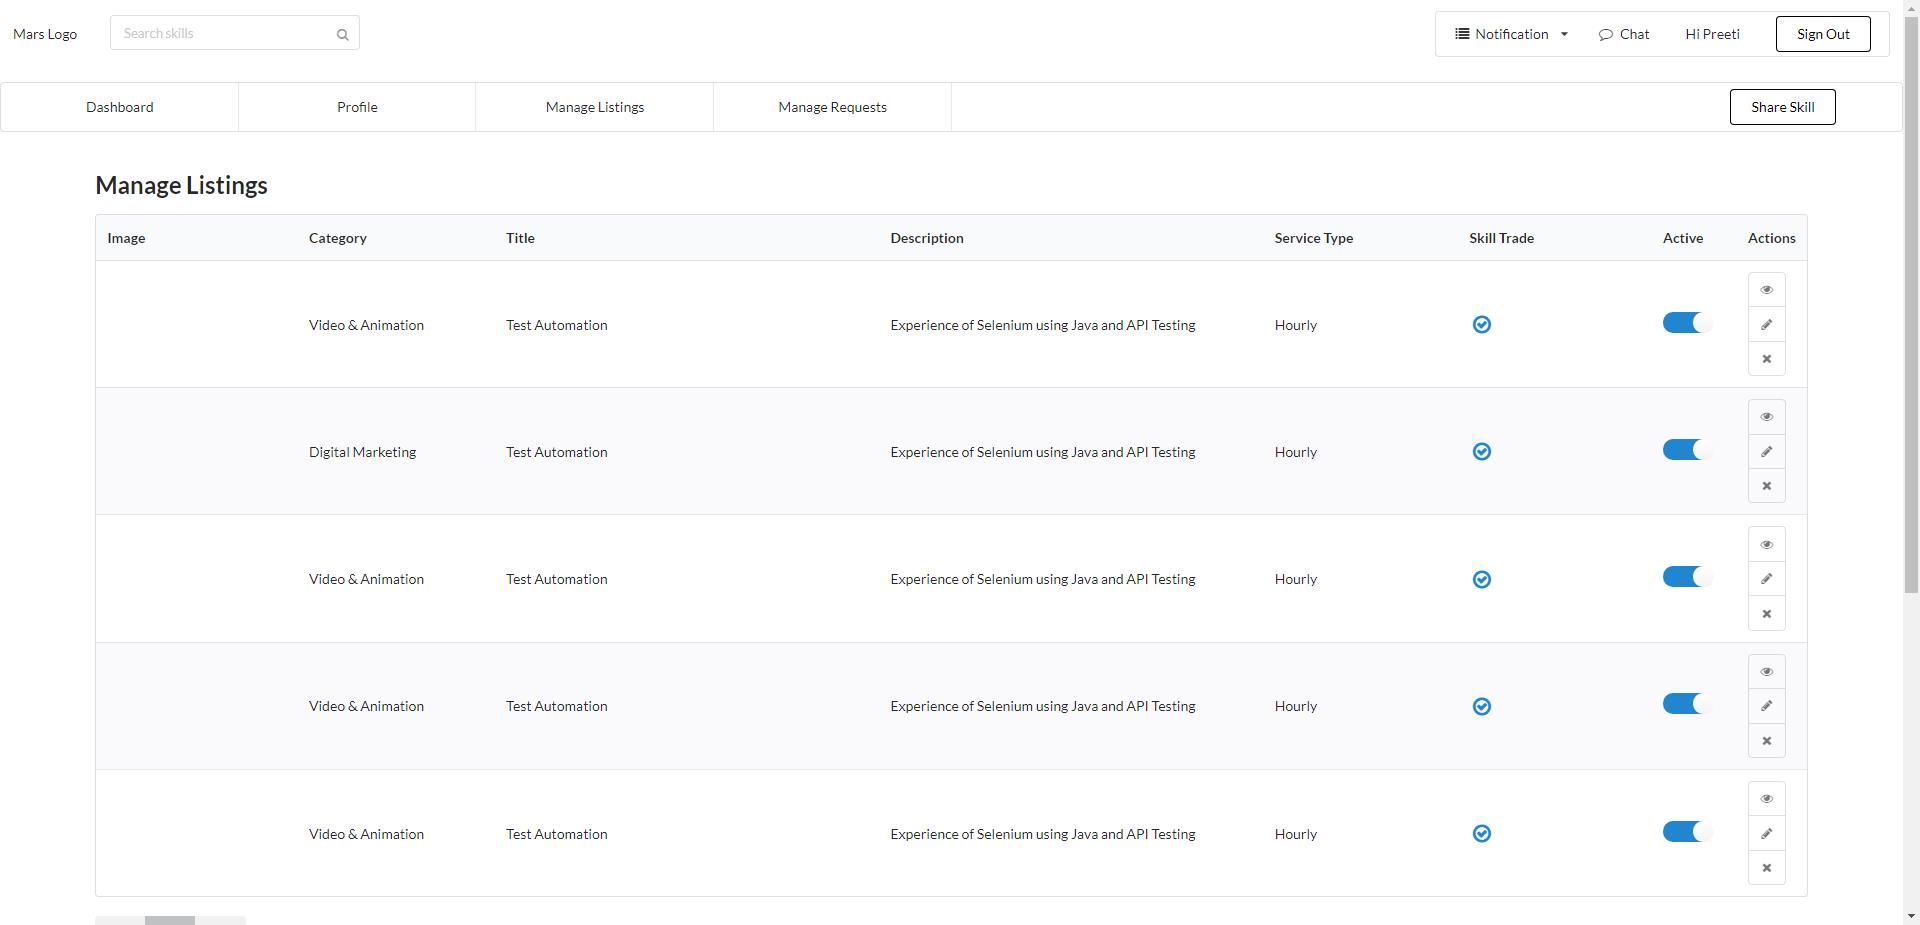 Mars Logo Search skills Notification Chat Hi Preeti Sign Out
Dashboard Profile Manage Listings Manage Requests Share Skill
Manage Listings
Image Category Title Description Service Type Skill Trade Active Actions
Video & Animation Test Automation Experience of Selenium using Java and API Testing Hourly
Digital Marketing Test Automation Experience of Selenium using Java and API Testing Hourly
Video & Animation Test Automation Experience of Selenium using Java and API Testing Hourly
Video & Animation Test Automation Experience of Selenium using Java and API Testing Hourly
Video & Animation Test Automation Experience of Selenium using Java and API Testing Hourly